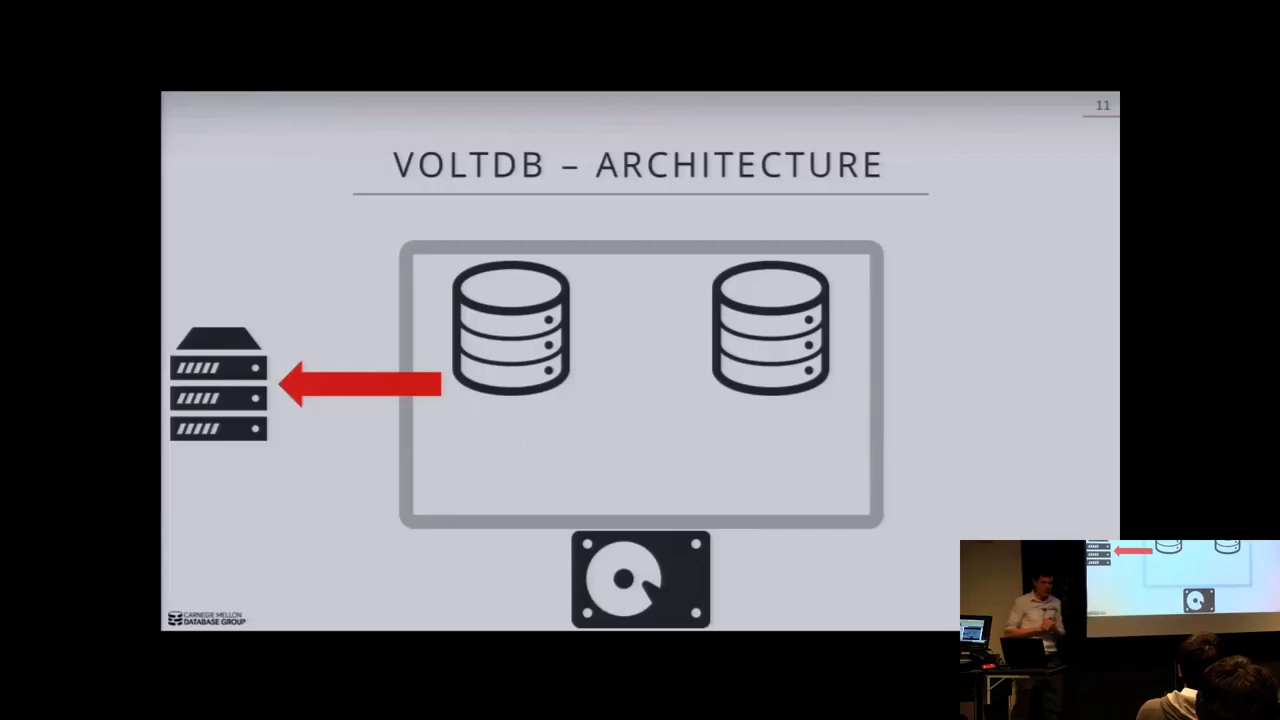 11
VOLTDB – ARCHITECTURE
CARNEGIE MELLON
DATABASE GROUP